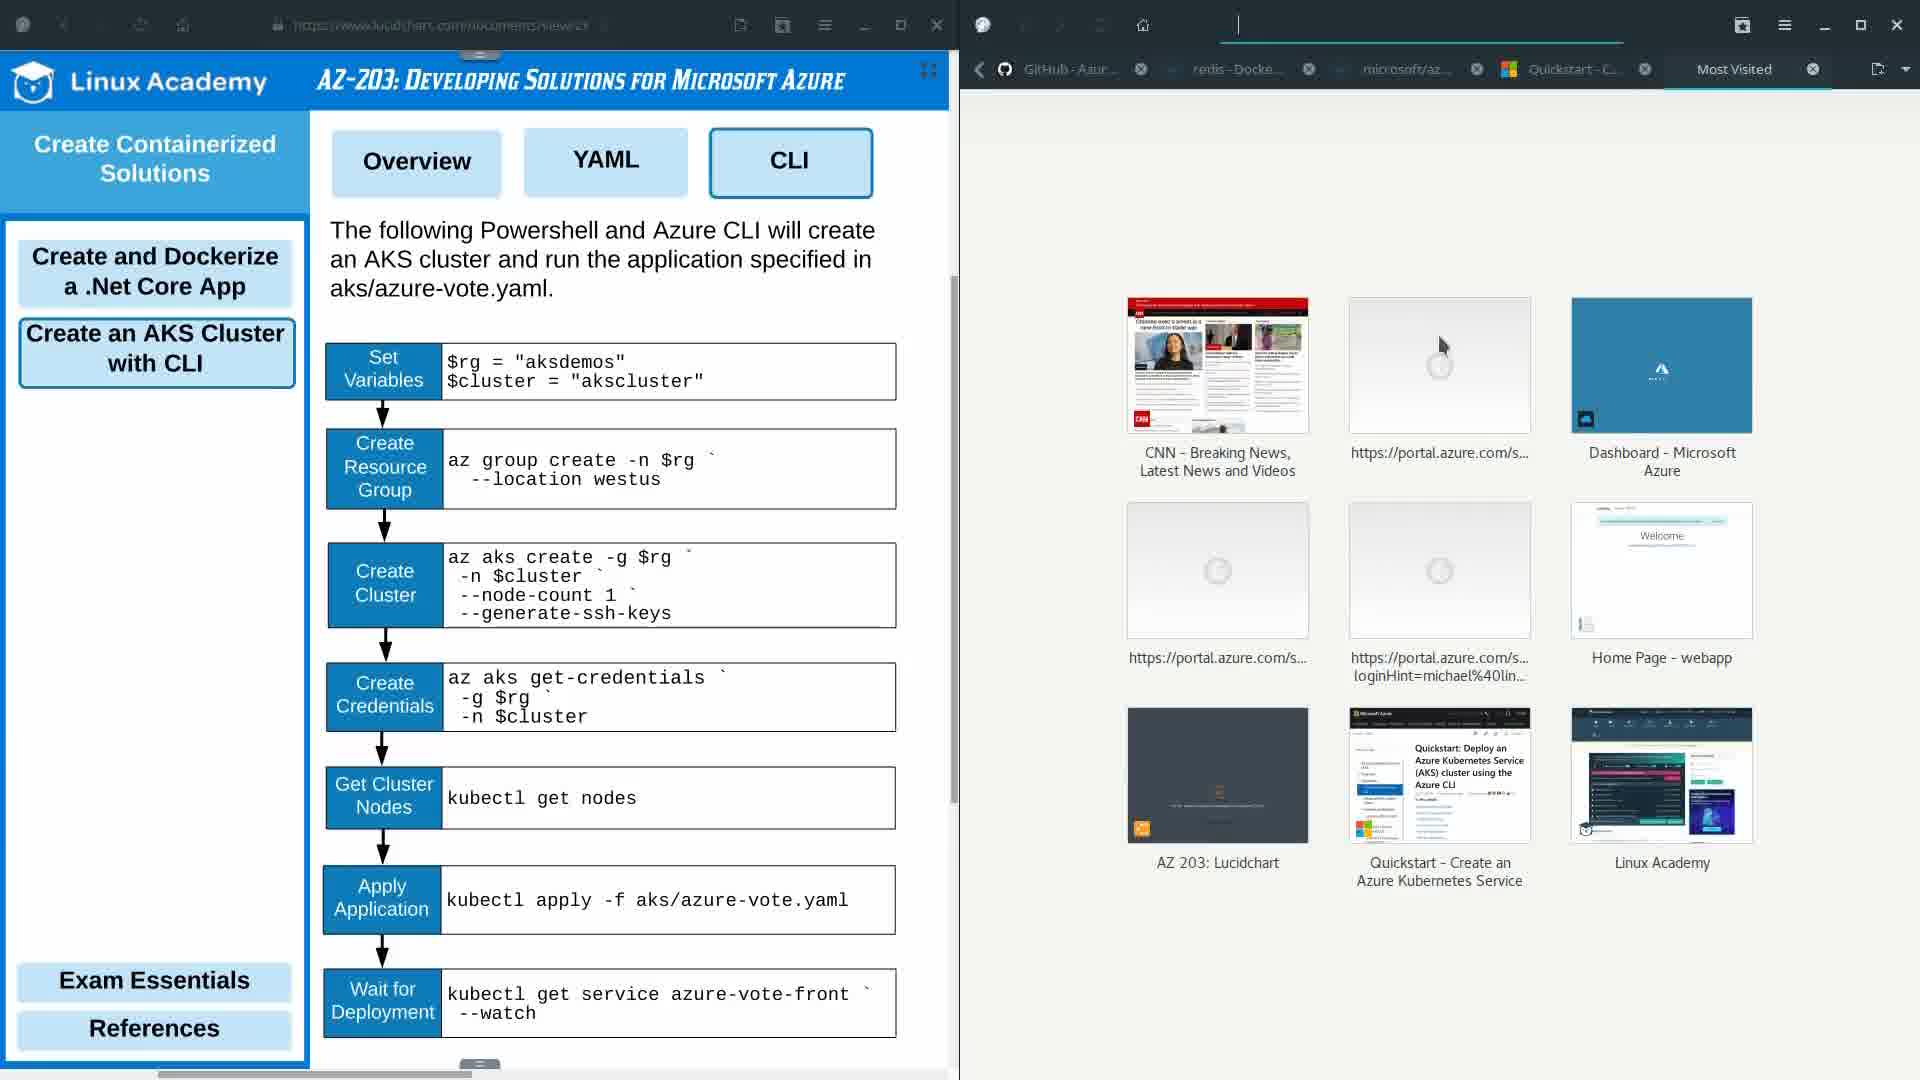 https://www.lucidchart.com/documents/view/2x
Linux Academy
AZ-203: Developing Solutions for Microsoft Azure
GitHub - Azur...
redis - Docke...
microsoft/az...
Quickstart - C...
Most Visited
Create Containerized
Solutions
Overview
YAML
CLI
The following Powershell and Azure CLI will create
an AKS cluster and run the application specified in
aks/azure-vote.yaml.
Create and Dockerize
a .Net Core App
Create an AKS Cluster
with CLI
Exam Essentials
References
Set
Variables
$rg = "aksdemos"
$cluster = "akscluster"
Create
Resource
Group
az group create -n $rg `
--location westus
Create
Cluster
az aks create -g $rg `
-n $cluster `
--node-count 1 `
--generate-ssh-keys
Create
Credentials
az aks get-credentials `
-g $rg `
-n $cluster
Get Cluster
Nodes
kubectl get nodes
Apply
Application
kubectl apply -f aks/azure-vote.yaml
Wait for
Deployment
kubectl get service azure-vote-front `
--watch
CNN - Breaking News,
Latest News and Videos
https://portal.azure.com/s...
Dashboard - Microsoft
Azure
https://portal.azure.com/s...
https://portal.azure.com/s...
loginHint=michael%40lin...
Welcome
Home Page - webapp
AZ 203: Lucidchart
Quickstart: Deploy an
Azure Kubernetes Service
(AKS) cluster using the
Azure CLI
Quickstart - Create an
Azure Kubernetes Service
Linux Academy